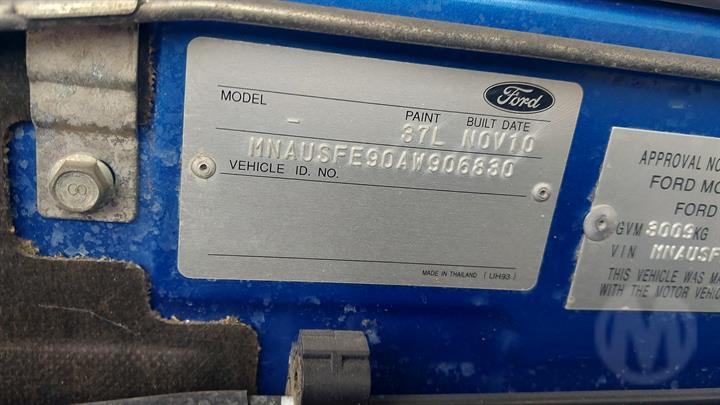 Ford
MODEL - PAINT BUILT DATE
37L NOV10
MNAUSFE90AW906830
VEHICLE ID. NO.
MADE IN THAILAND ( UH93 )
APPROVAL NO
FORD MO
FORD
GVM 3009KG
VIN MNAUSF
THIS VEHICLE WAS MA
WITH THE MOTOR VEHIC
8
M